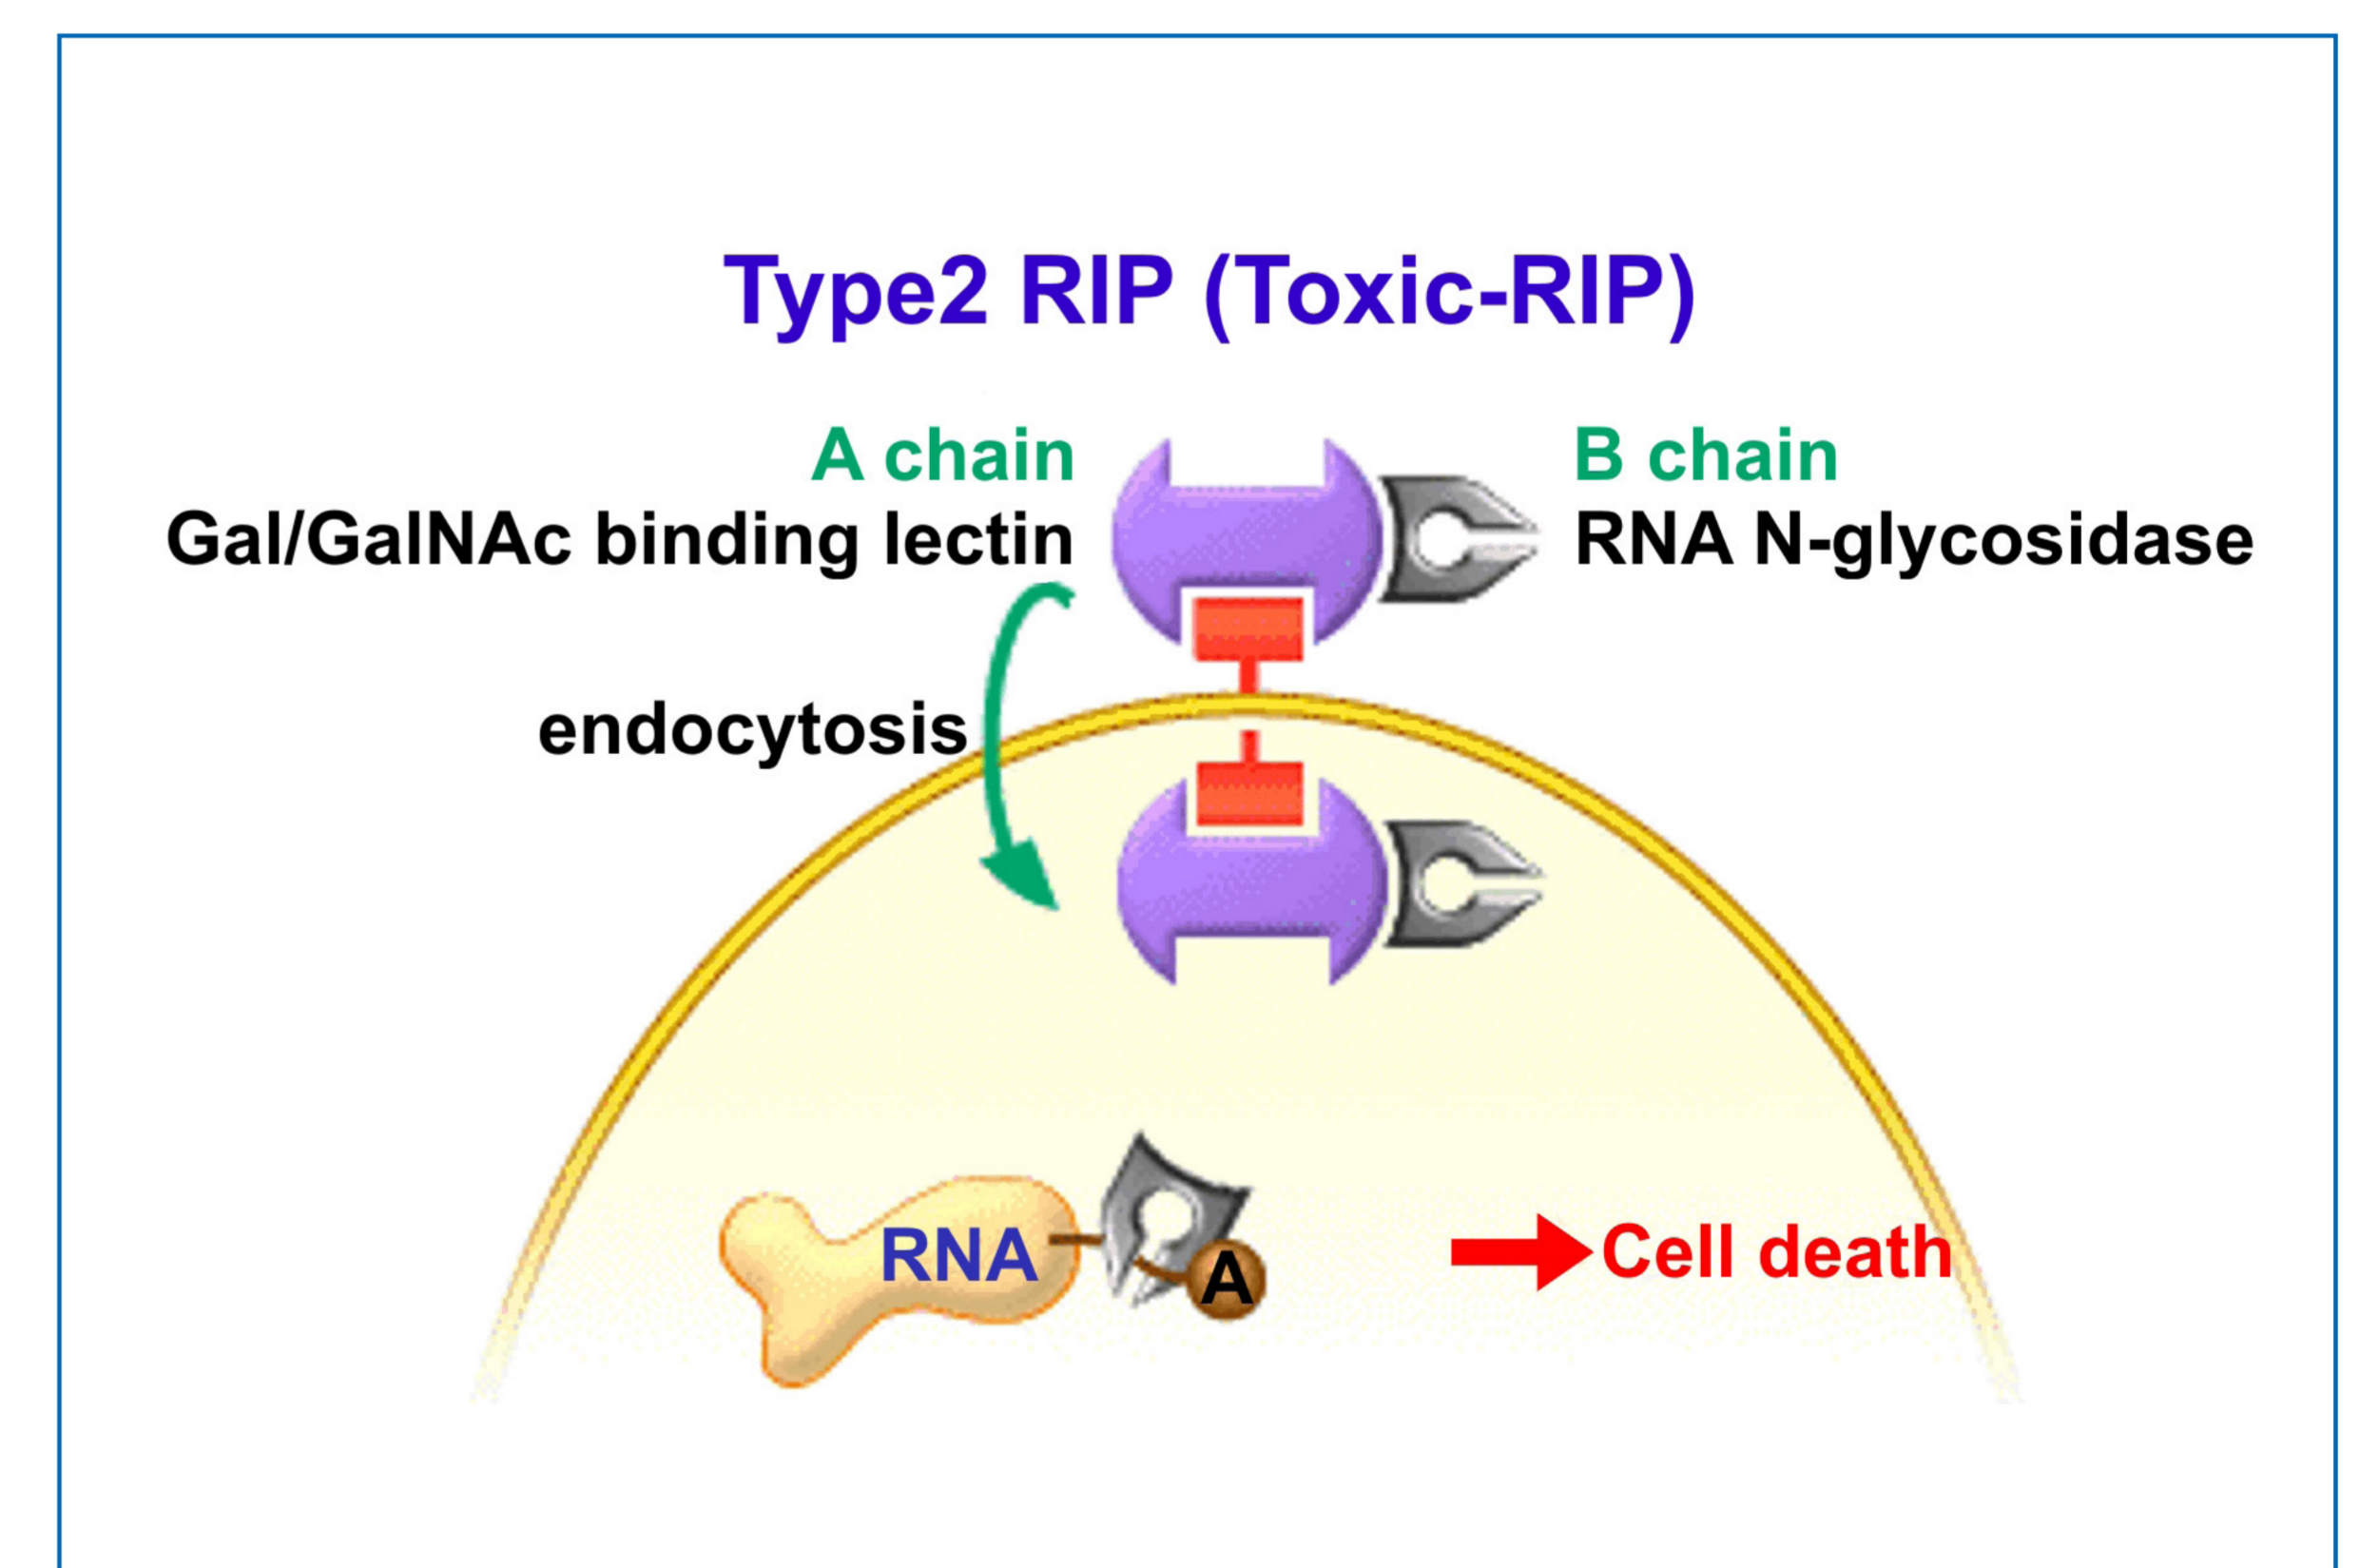 Type2 RIP (Toxic-RIP)
A chain
Gal/GalNAc binding lectin
B chain
RNA N-glycosidase
endocytosis
RNA
A
Cell death